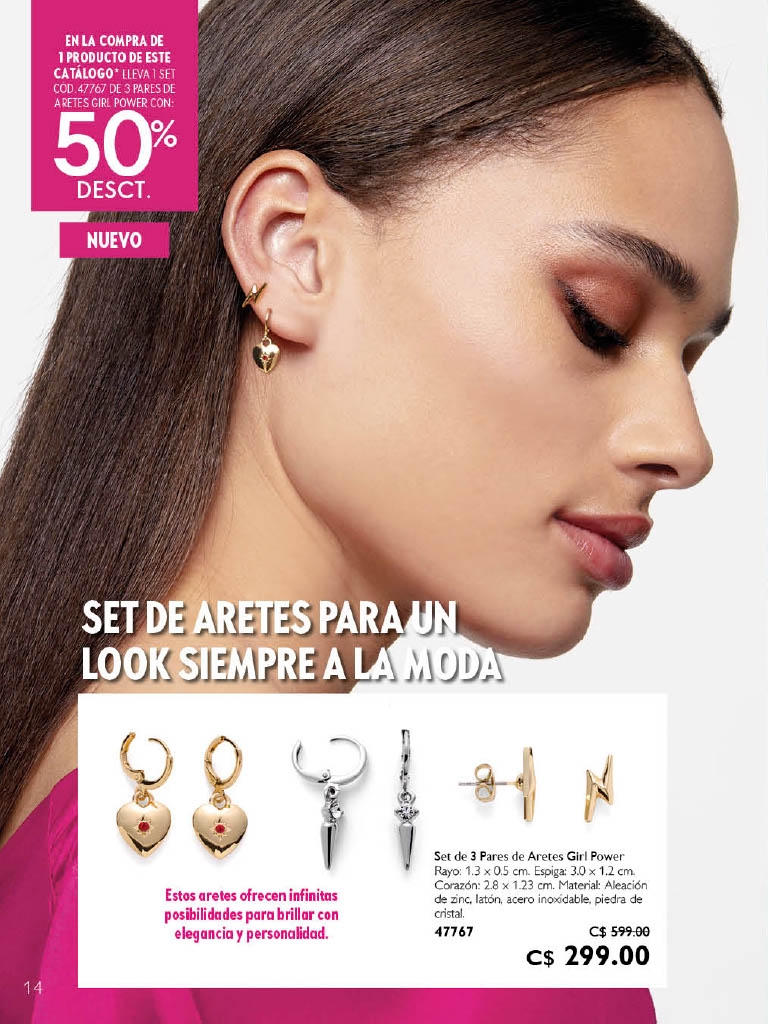 EN LA COMPRA DE
1 PRODUCTO DE ESTE
CATÁLOGO* LLEVA 1 SET
COD. 47767 DE 3 PARES DE
ARETES GIRL POWER CON:
50%
DESCT.
NUEVO
SET DE ARETES PARA UN
LOOK SIEMPRE A LA MODA
Estos aretes ofrecen infinitas
posibilidades para brillar con
elegancia y personalidad.
Set de 3 Pares de Aretes Girl Power
Rayo: 1.3 x 0.5 cm. Espiga: 3.0 x 1.2 cm.
Corazón: 2.8 x 1.23 cm. Material: Aleación
de zinc, latón, acero inoxidable, piedra de
cristal.
47767 C$ 599.00
C$ 299.00
14